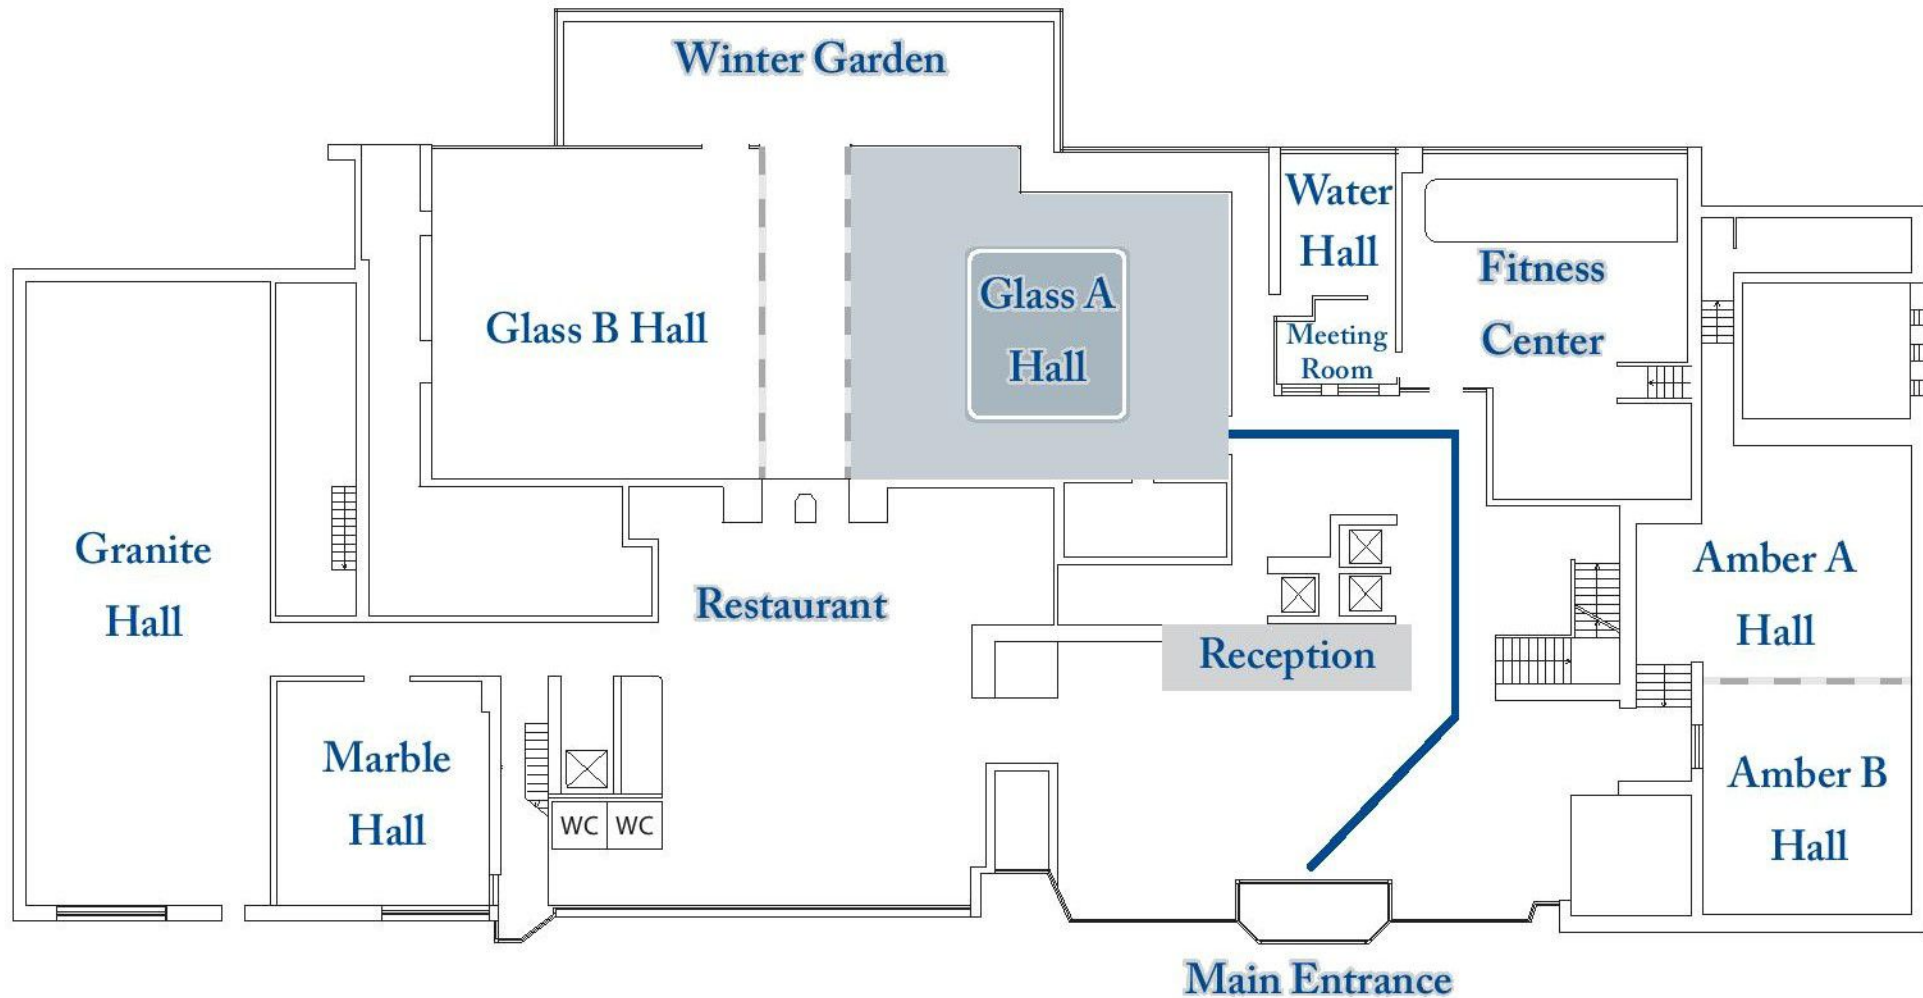 Winter Garden
Water
Hall
Fitness
Center
Glass A
Hall
Glass B Hall
Meeting
Room
Granite
Hall
Amber A
Hall
Restaurant
Reception
Marble
Hall
Amber B
Hall
WC WC
Main Entrance